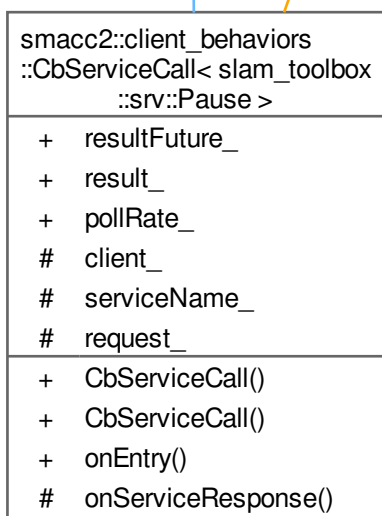 smacc2::client_behaviors
::CbServiceCall< slam_toolbox
::srv::Pause >
+ resultFuture_
+ result_
+ pollRate_
# client_
# serviceName_
# request_
+ CbServiceCall()
+ CbServiceCall()
+ onEntry()
# onServiceResponse()